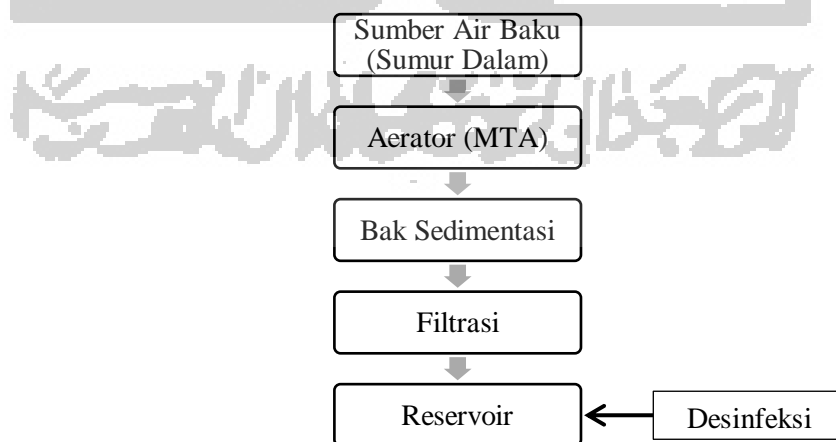 Sumber Air Baku
(Sumur Dalam)
Aerator (MTA)
Bak Sedimentasi
Filtrasi
Reservoir
Desinfeksi